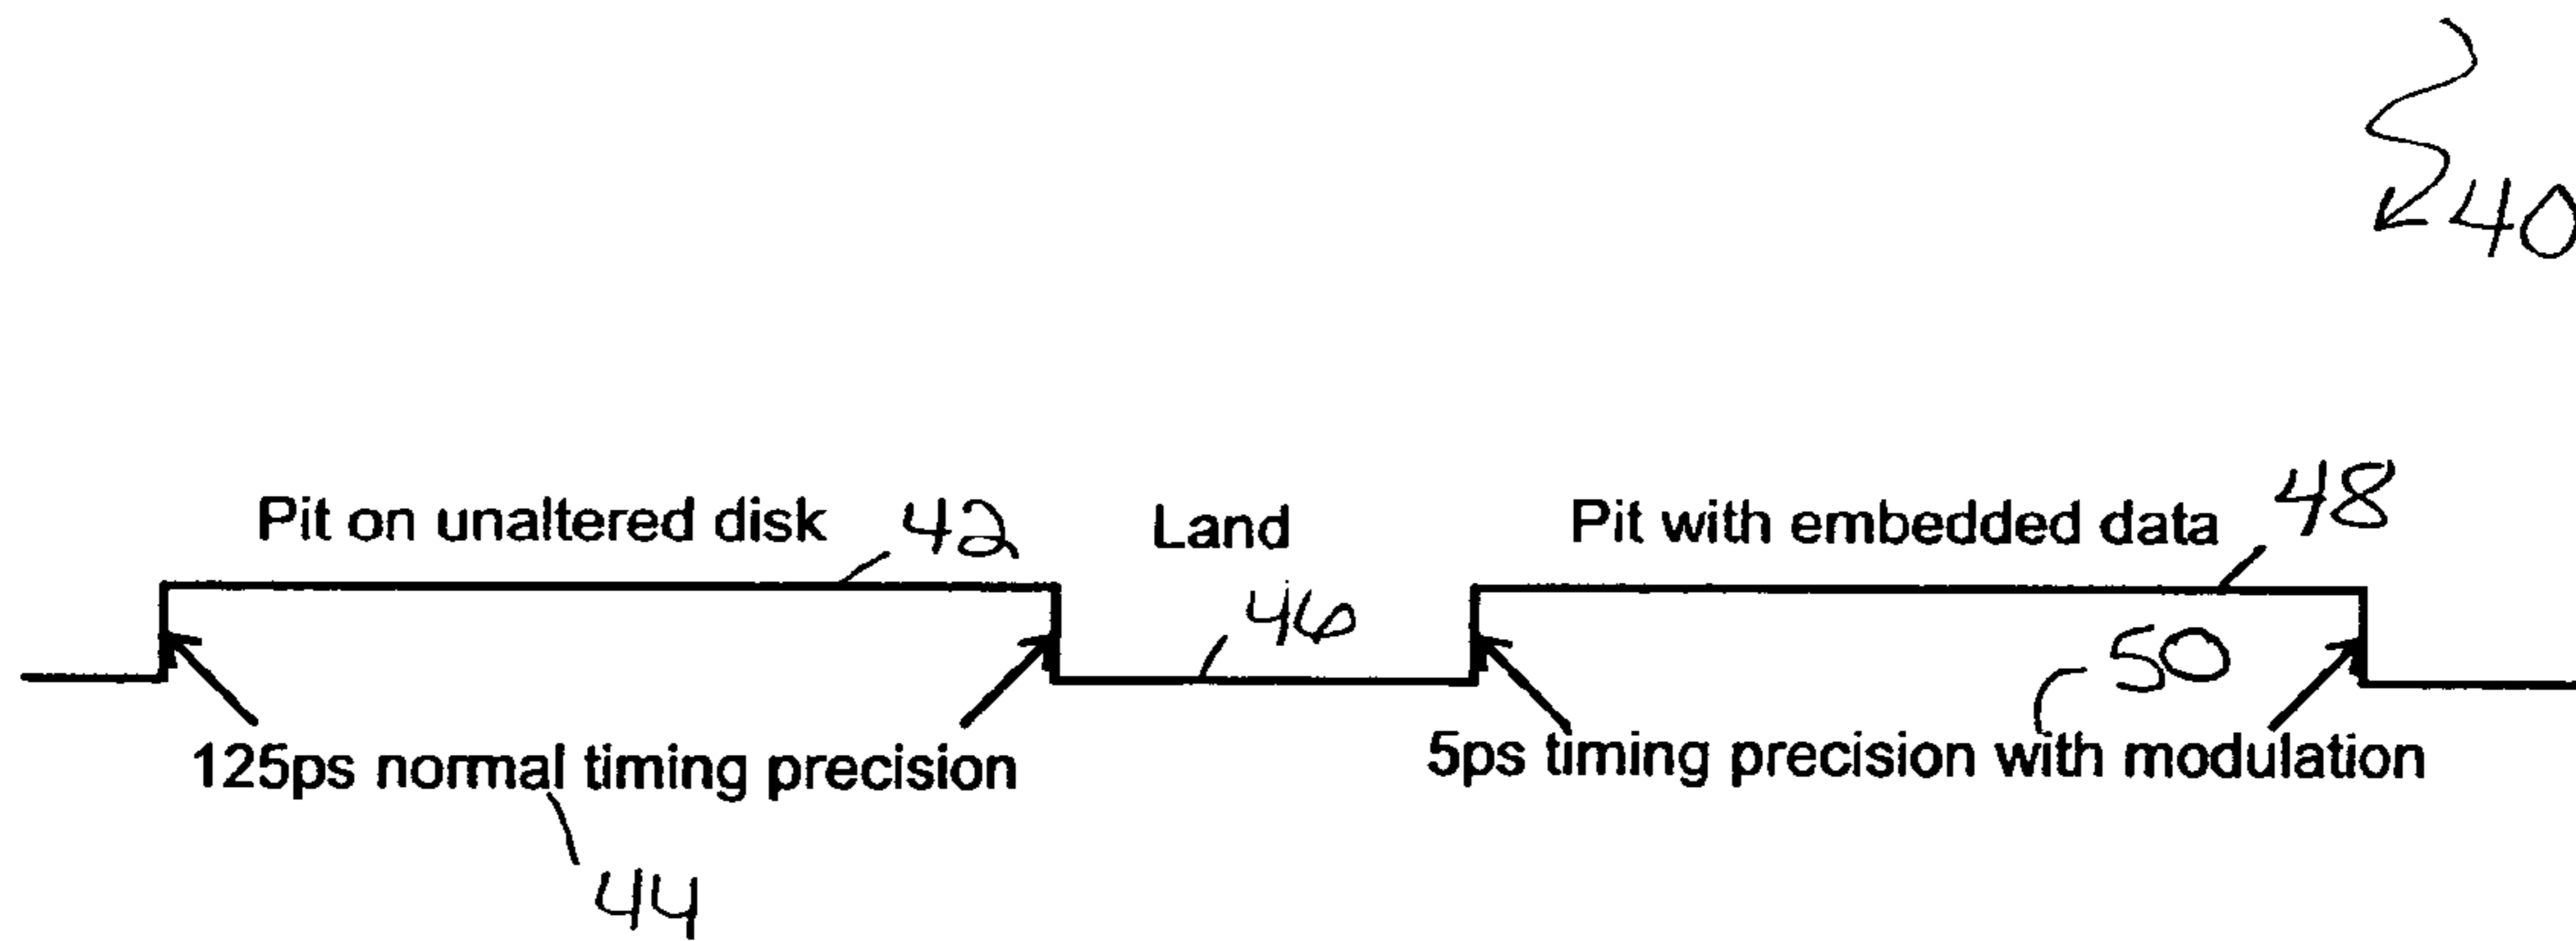 40
Pit on unaltered disk 42 Land Pit with embedded data 48
46 50
125ps normal timing precision 5ps timing precision with modulation
44